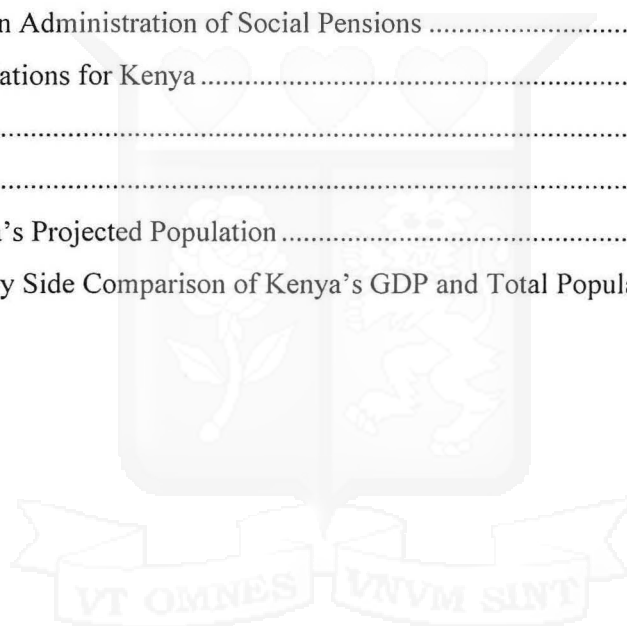 n Administration of Social Pensions ........................
ations for Kenya ....................................................
................................................................................
................................................................................
's Projected Population ..........................................
y Side Comparison of Kenya's GDP and Total Popula
VT OMNES VNVM SINT